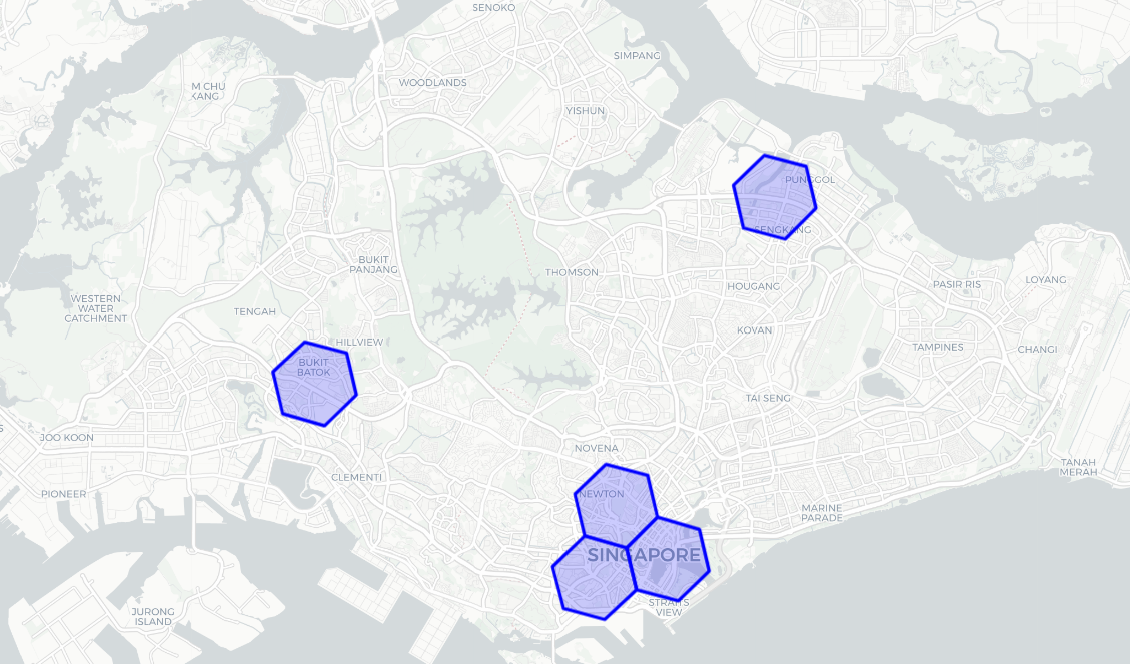 SENOKO
SIMPANG
WOODLANDS
M CHU
KANG
YISHUN
PUNGGOL
SENGKANG
BUKIT
PANJANG
THOMSON
HOUGANG
PASIR RIS
LOYANG
WESTERN
WATER
CATCHMENT
TENGAH
KOVAN
HILLVIEW
TAMPINES
CHANGI
BUKIT
BATOK
TAI SENG
S
JOO KOON
NOVENA
TANAH
MERAH
CLEMENTI
PIONEER
NEWTON
MARINE
PARADE
SINGAPORE
STRAITS
VIEW
JURONG
ISLAND